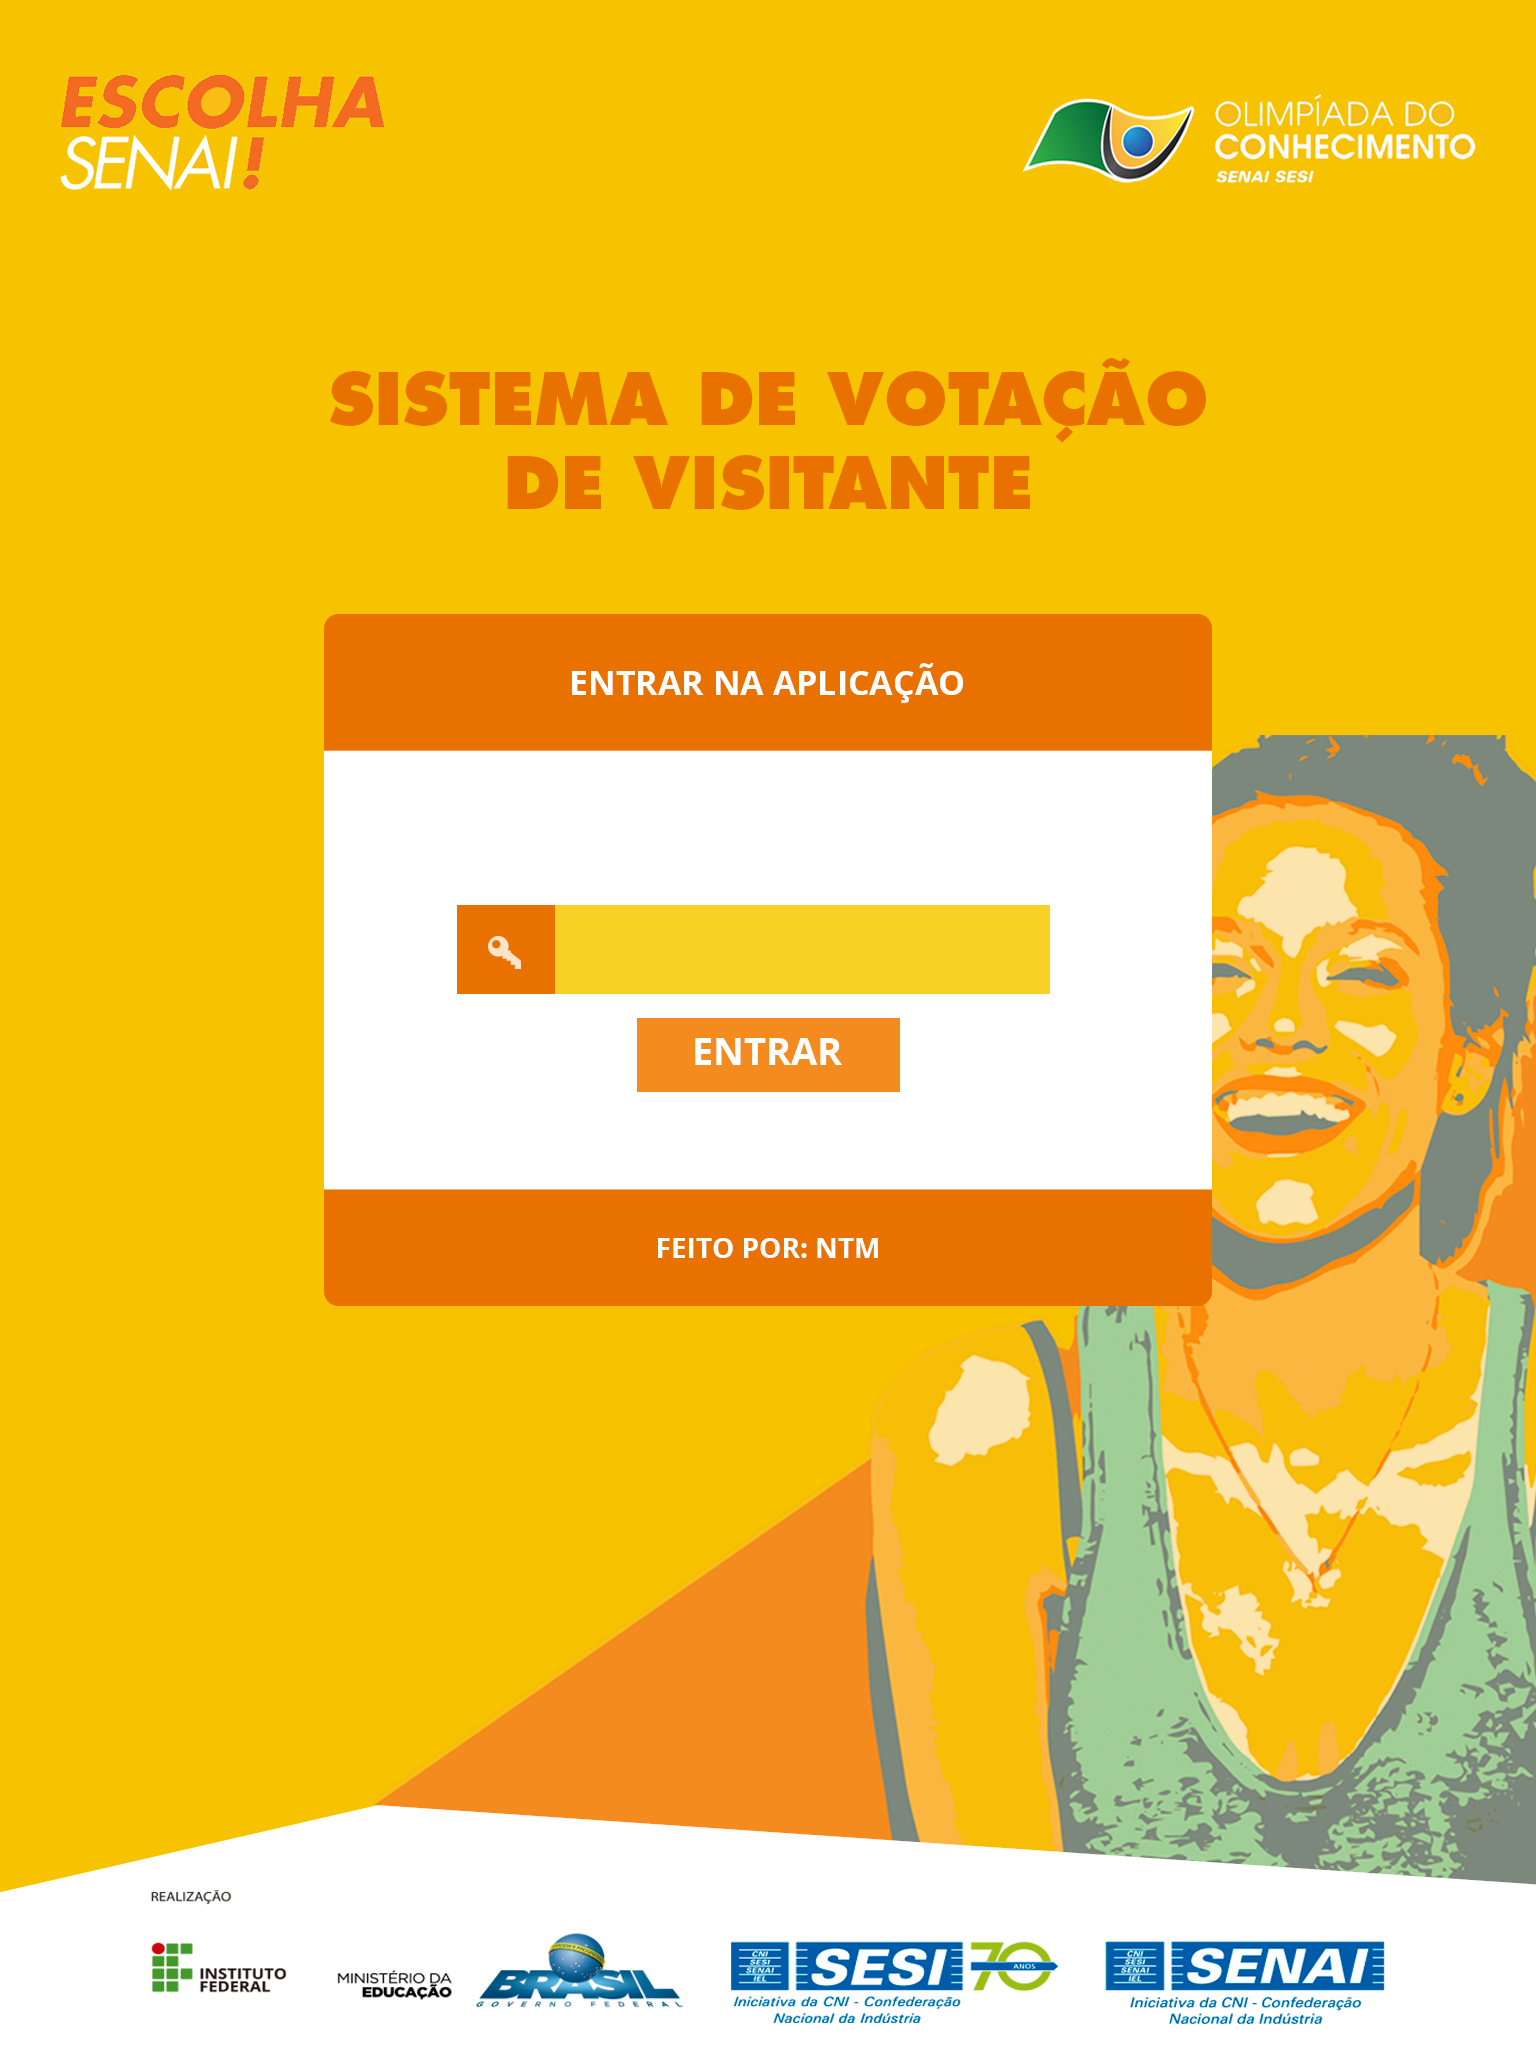 ESCOLHA
SENAI!
OLIMPÍADA DO
CONHECIMENTO
SENAI SESI
SISTEMA DE VOTAÇÃO
DE VISITANTE
ENTRAR NA APLICAÇÃO
ENTRAR
FEITO POR: NTM
REALIZAÇÃO
INSTITUTO
FEDERAL
MINISTÉRIO DA
EDUCAÇÃO
BRASIL
GOVERNO FEDERAL
CNI
SESI
SENAI
IEL
SESI
70
ANOS
Iniciativa da CNI - Confederação
Nacional da Indústria
CNI
SESI
SENAI
IEL
SENAI
Iniciativa da CNI - Confederação
Nacional da Indústria